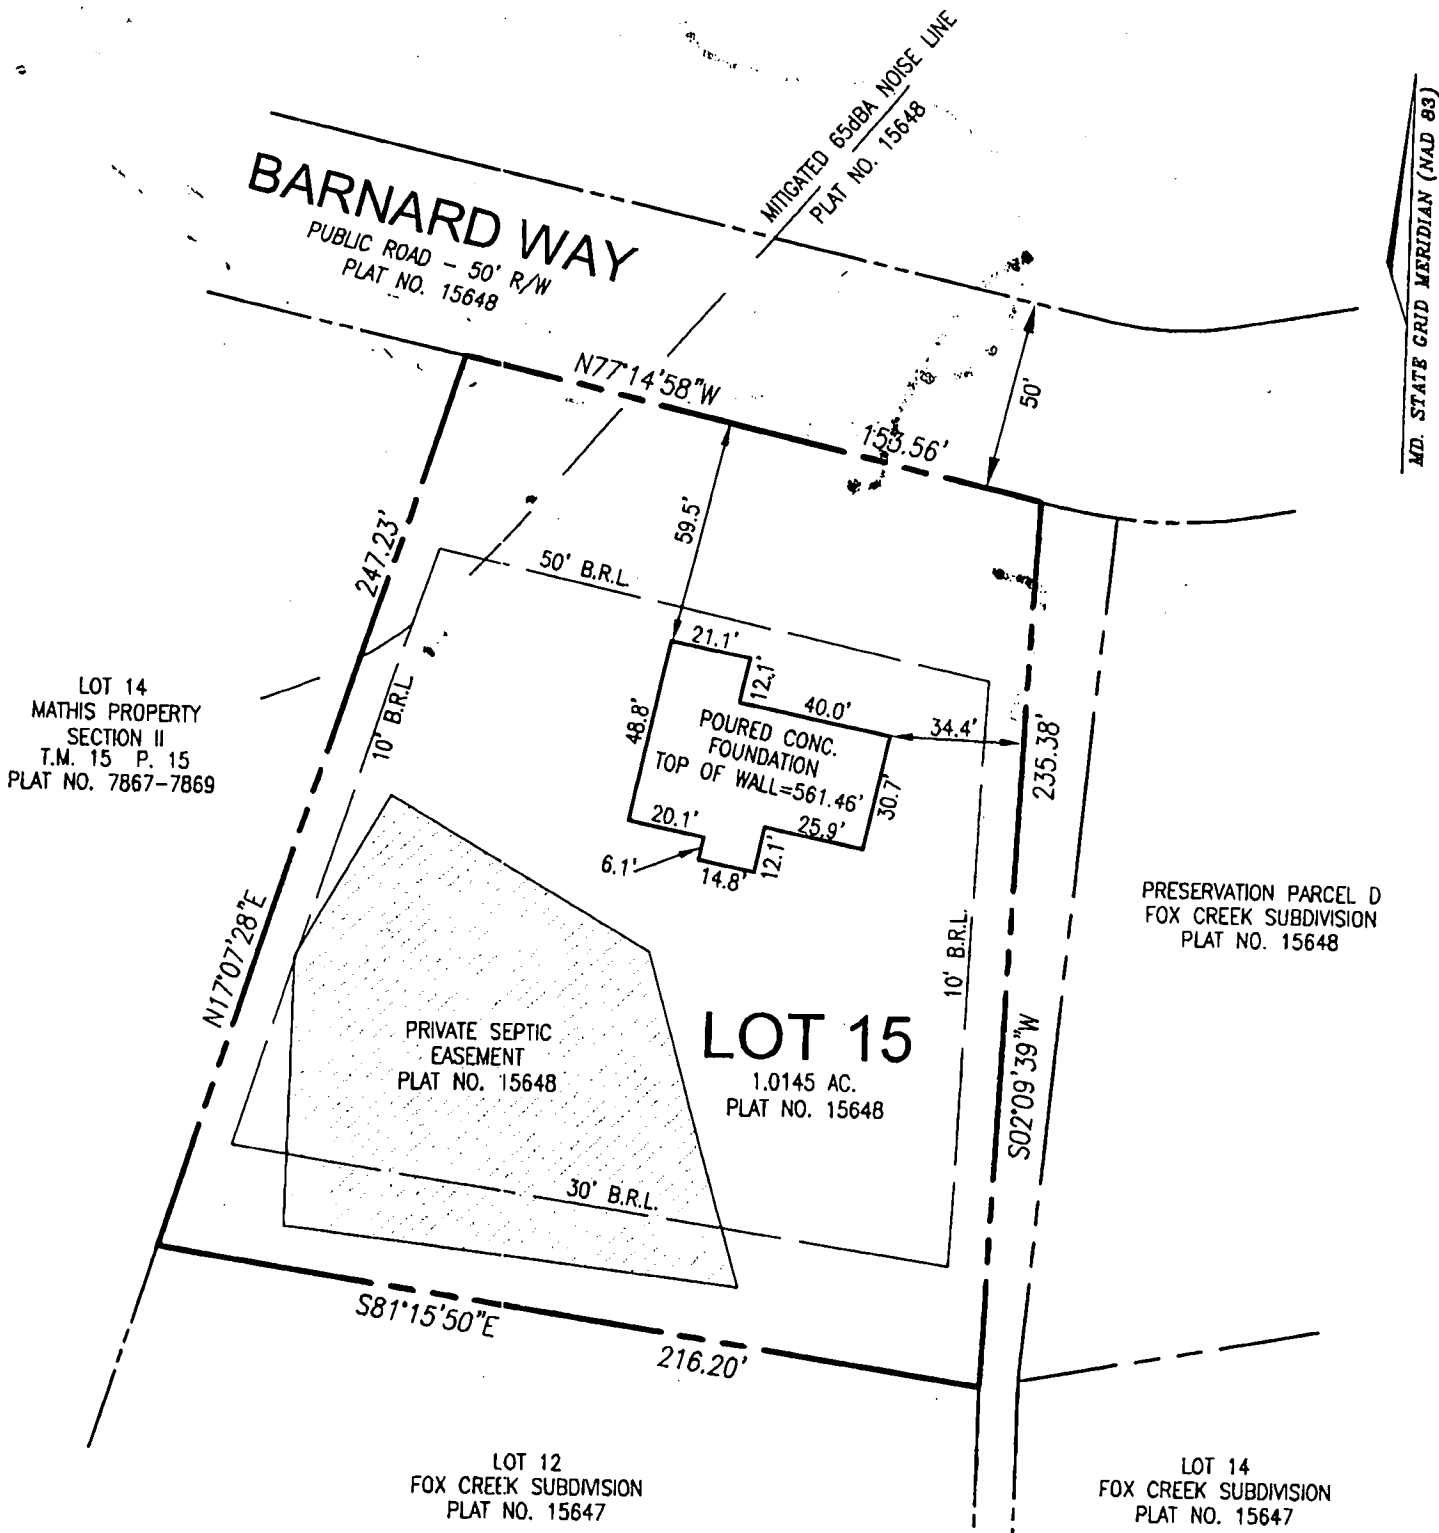 MITIGATED 65dBA NOISE LINE
PLAT NO. 15648
MD. STATE GRID MERIDIAN (NAD 83)
BARNARD WAY
PUBLIC ROAD - 50' R/W
PLAT NO. 15648
N77°14'58"W
153.56'
50'
59.5'
247.23'
50' B.R.L.
21.1'
12.1'
40.0'
34.4'
48.8'
POURED CONC.
FOUNDATION
TOP OF WALL=561.46'
30.7'
235.38'
10' B.R.L.
LOT 14
MATHIS PROPERTY
SECTION II
T.M. 15 P. 15
PLAT NO. 7867-7869
20.1'
25.9'
6.1'
14.8'
12.1'
PRESERVATION PARCEL D
FOX CREEK SUBDIVISION
PLAT NO. 15648
N17°07'28"E
10' B.R.L.
PRIVATE SEPTIC
EASEMENT
PLAT NO. 15648
LOT 15
1.0145 AC.
PLAT NO. 15648
S02°09'39"W
30' B.R.L.
S81°15'50"E
216.20'
LOT 12
FOX CREEK SUBDIVISION
PLAT NO. 15647
LOT 14
FOX CREEK SUBDIVISION
PLAT NO. 15647